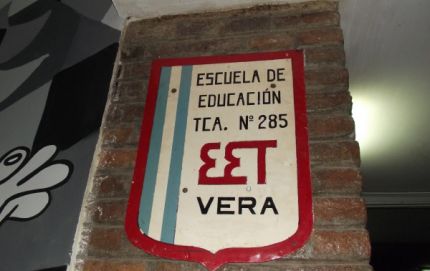 ESCUELA DE
EDUCACIÓN
TCA. Nº 285
EET
VERA